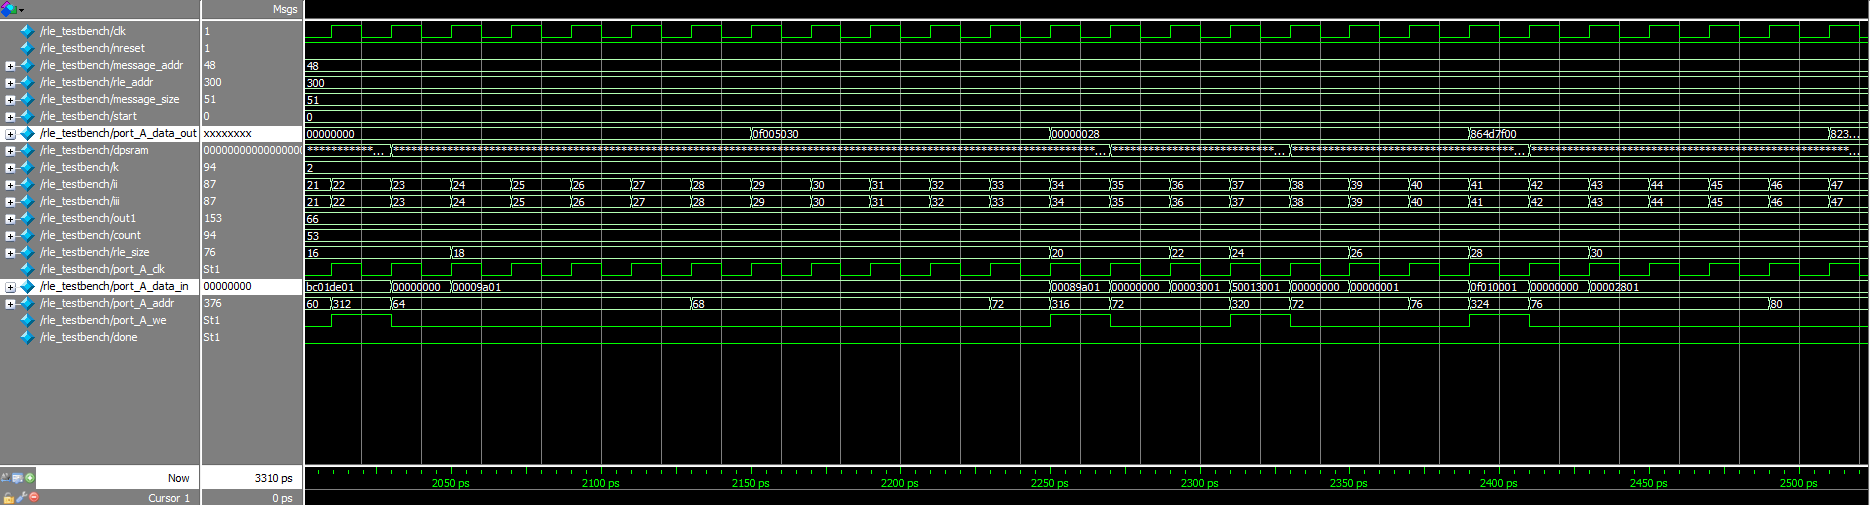 Msgs
/rle_testbench/clk 1
/rle_testbench/nreset 1
/rle_testbench/message_addr 48 48
/rle_testbench/rle_addr 300 300
/rle_testbench/message_size 51 51
/rle_testbench/start 0 0
/rle_testbench/port_A_data_out xxxxxxxx 00000000 0f005030 00000028 864d7f00 823...
/rle_testbench/dpsram 0000000000000000
/rle_testbench/k 94 2
/rle_testbench/ii 87 21 22 23 24 25 26 27 28 29 30 31 32 33 34 35 36 37 38 39 40 41 42 43 44 45 46 47
/rle_testbench/iii 87 21 22 23 24 25 26 27 28 29 30 31 32 33 34 35 36 37 38 39 40 41 42 43 44 45 46 47
/rle_testbench/out1 153 66
/rle_testbench/count 94 53
/rle_testbench/rle_size 76 16 18 20 22 24 26 28 30
/rle_testbench/port_A_clk St1
/rle_testbench/port_A_data_in 00000000 bc01de01 00000000 00009a01 00089a01 00000000 00003001 50013001 00000000 00000001 0f010001 00000000 00002801
/rle_testbench/port_A_addr 376 60 312 64 68 72 316 72 320 72 76 324 76 80
/rle_testbench/port_A_we St1
/rle_testbench/done St1
Now 3310 ps 2050 ps 2100 ps 2150 ps 2200 ps 2250 ps 2300 ps 2350 ps 2400 ps 2450 ps 2500 ps
Cursor 1 0 ps